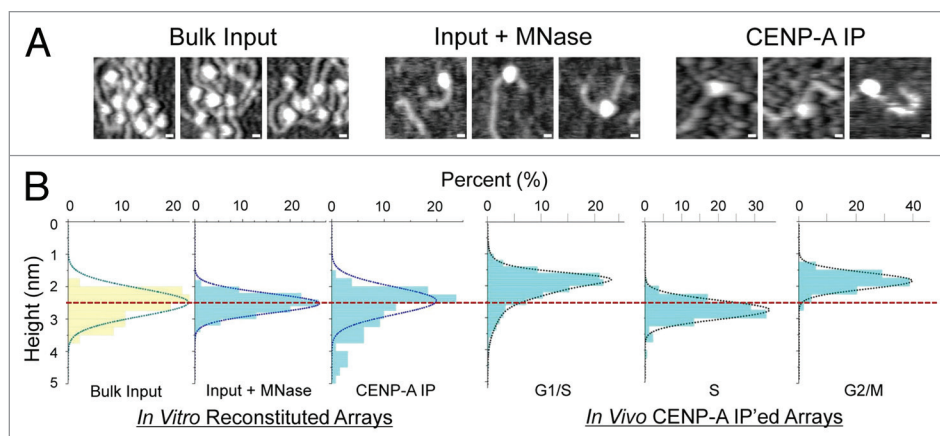 A
Bulk Input
Input + MNase
CENP-A IP
B
Percent (%)
0 10 20
0 10 20
0 10 20
0 10 20
0 10 20 30
0 20 40
Height (nm)
0
1
2
3
4
5
Bulk Input
Input + MNase
CENP-A IP
G1/S
S
G2/M
In Vitro Reconstituted Arrays
In Vivo CENP-A IP'ed Arrays